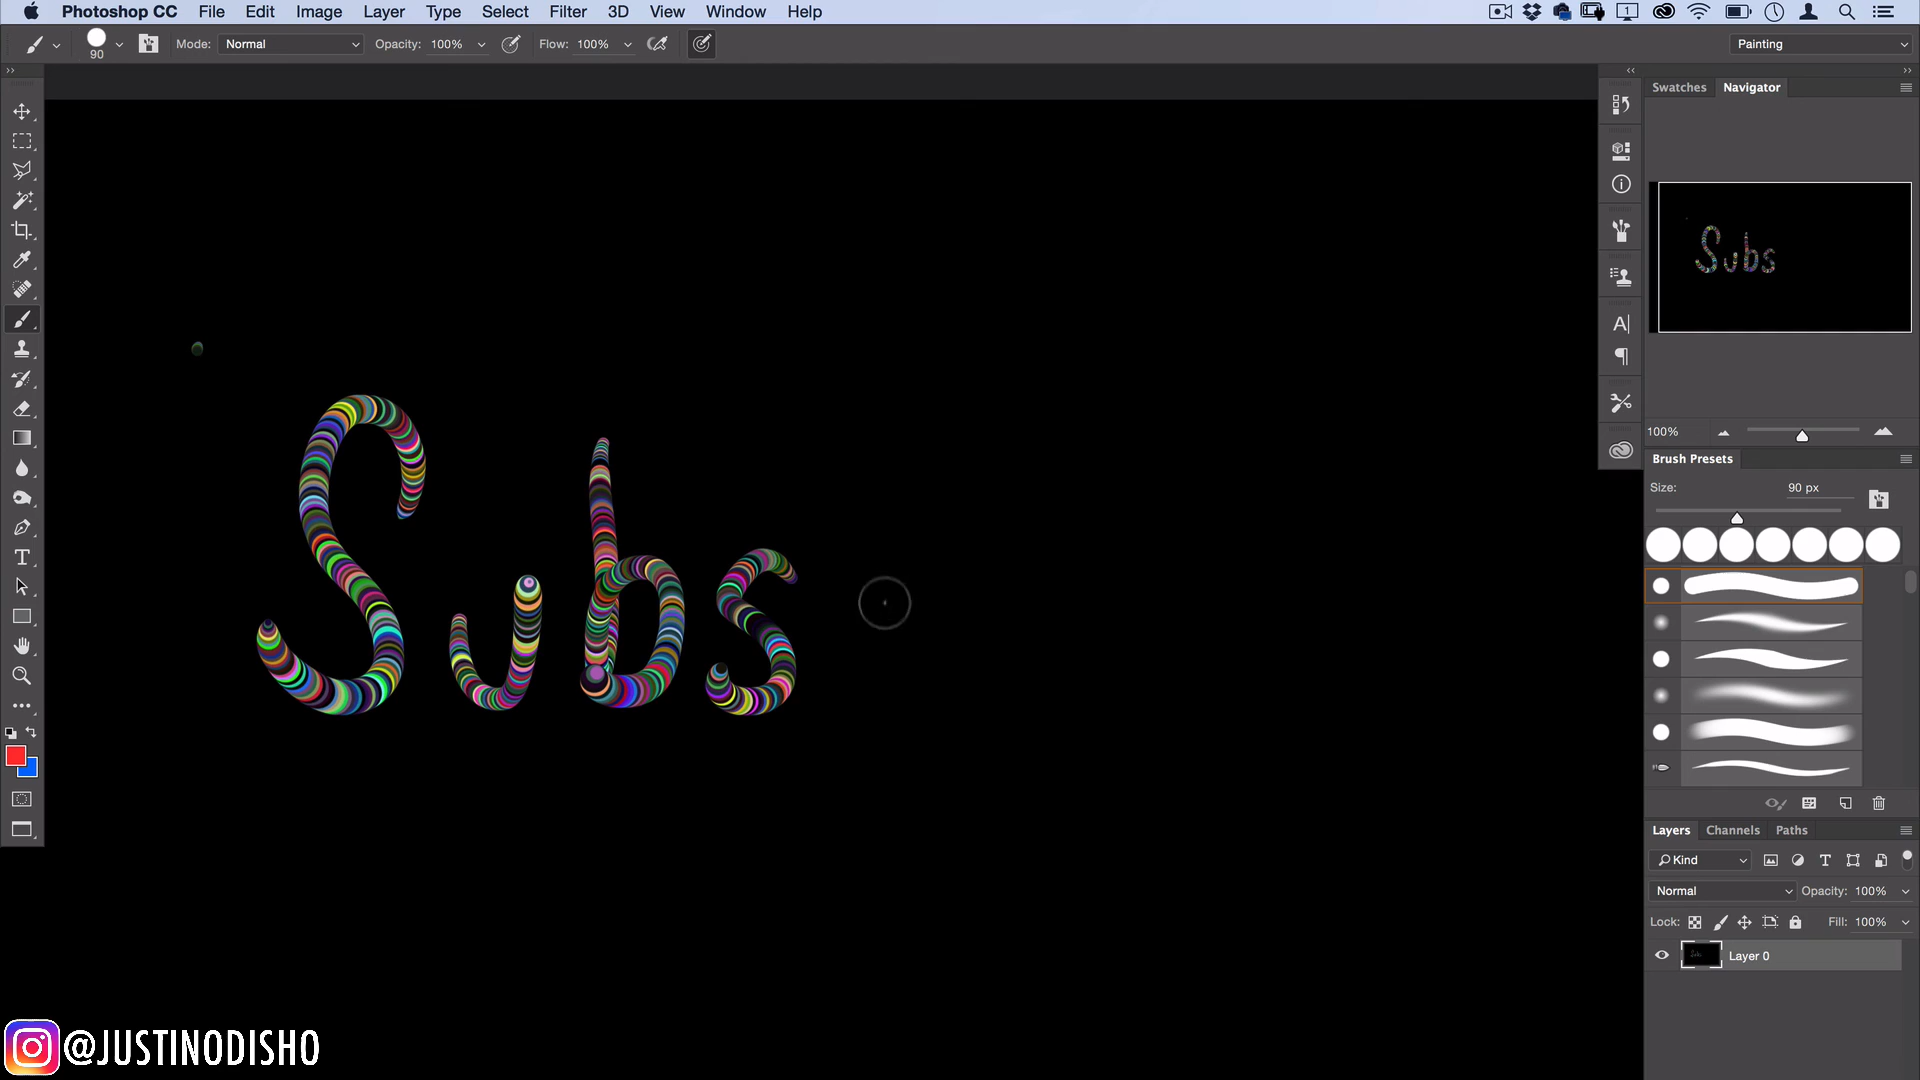 Photoshop CC File Edit Image Layer Type Select Filter 3D View Window Help
90 Mode: Normal Opacity: 100% Flow: 100% Painting
Swatches Navigator
Subs
Subs
100%
Brush Presets
Size: 90 px
Layers Channels Paths
Kind
Normal Opacity: 100%
Lock: Fill: 100%
Layer 0
@JUSTINODISHO